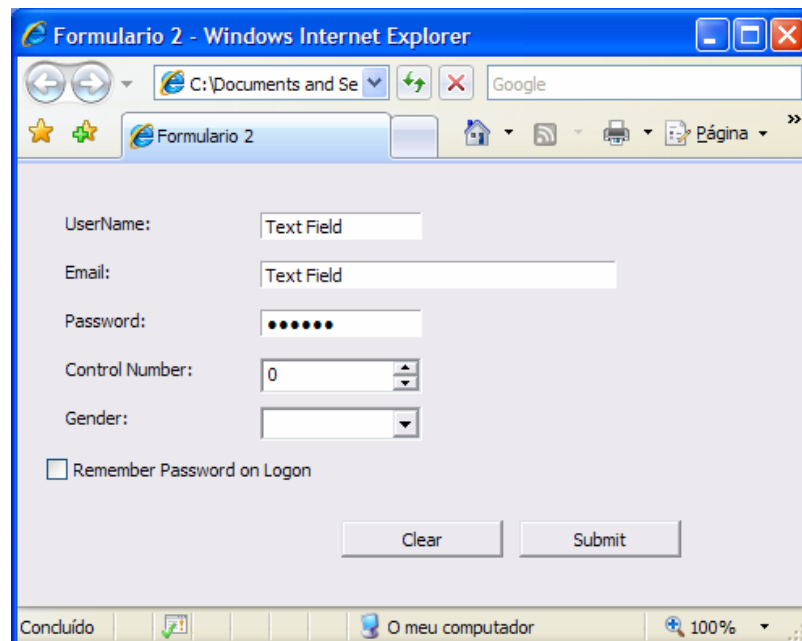 Formulario 2 - Windows Internet Explorer
C:\Documents and Se
Google
Formulario 2
Página
»
UserName: Text Field
Email: Text Field
Password: ●●●●●●
Control Number: 0
Gender:
Remember Password on Logon
Clear Submit
Concluído O meu computador 100%